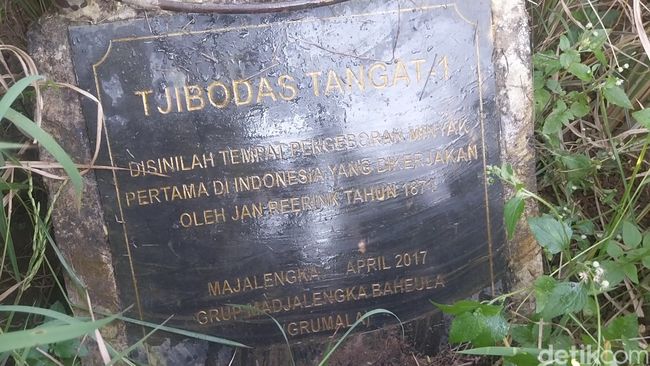 TJIBODAS TANGAT-1
DISINILAH TEMPAT PENGEBORAN MINYAK
PERTAMA DI INDONESIA YANG DIKERJAKAN
OLEH JAN REERINK TAHUN
MAJALENGKA, APRIL 2017
GRUP MADJALENGKA BAHEULA
(GRUMALA)
detikcom